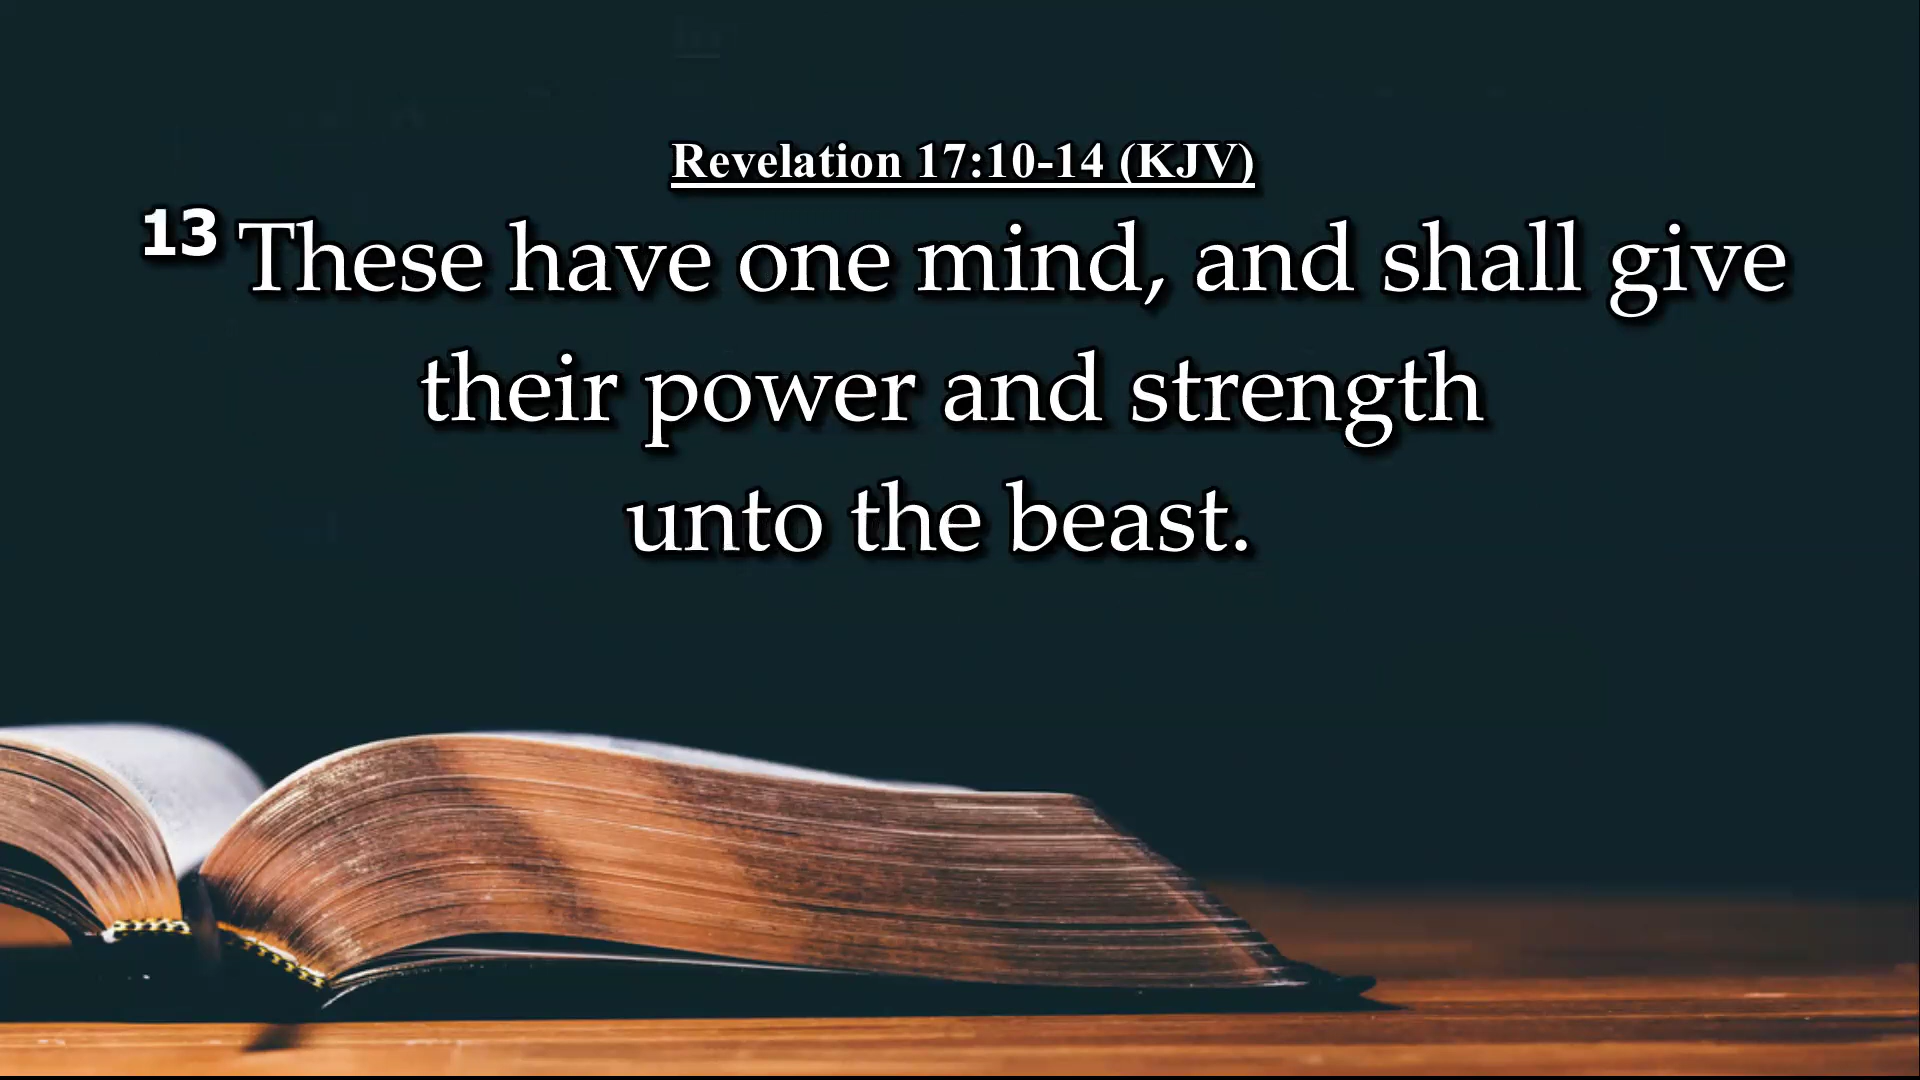 Revelation 17:10-14 (KJV)
13 These have one mind, and shall give
their power and strength
unto the beast.